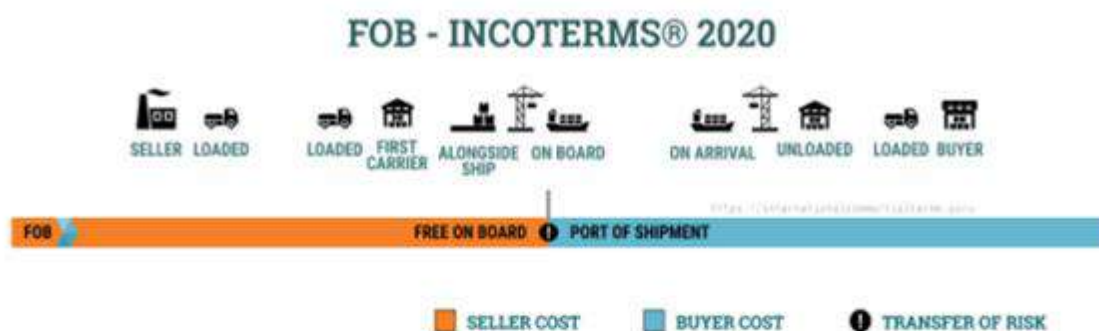 FOB - INCOTERMS® 2020
SELLER LOADED LOADED FIRST CARRIER ALONGSIDE SHIP ON BOARD ON ARRIVAL UNLOADED LOADED BUYER
FOB FREE ON BOARD ! PORT OF SHIPMENT
SELLER COST BUYER COST ! TRANSFER OF RISK